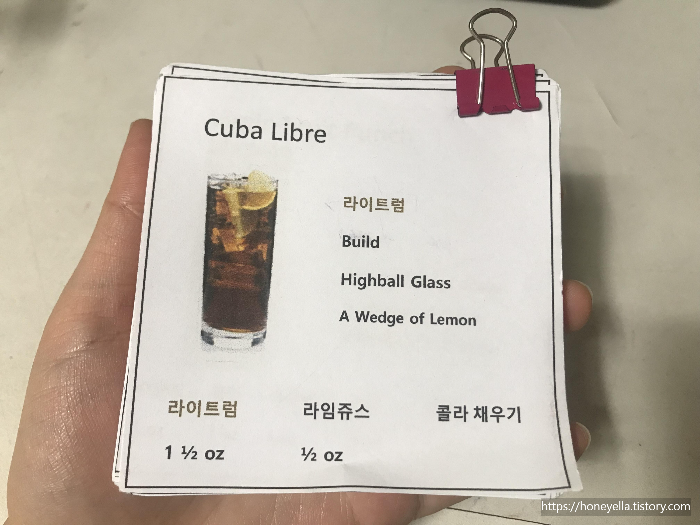 Cuba Libre
라이트럼
Build
Highball Glass
A Wedge of Lemon
라이트럼 라임쥬스 콜라 채우기
1 ½ oz ½ oz
https://honeyella.tistory.com